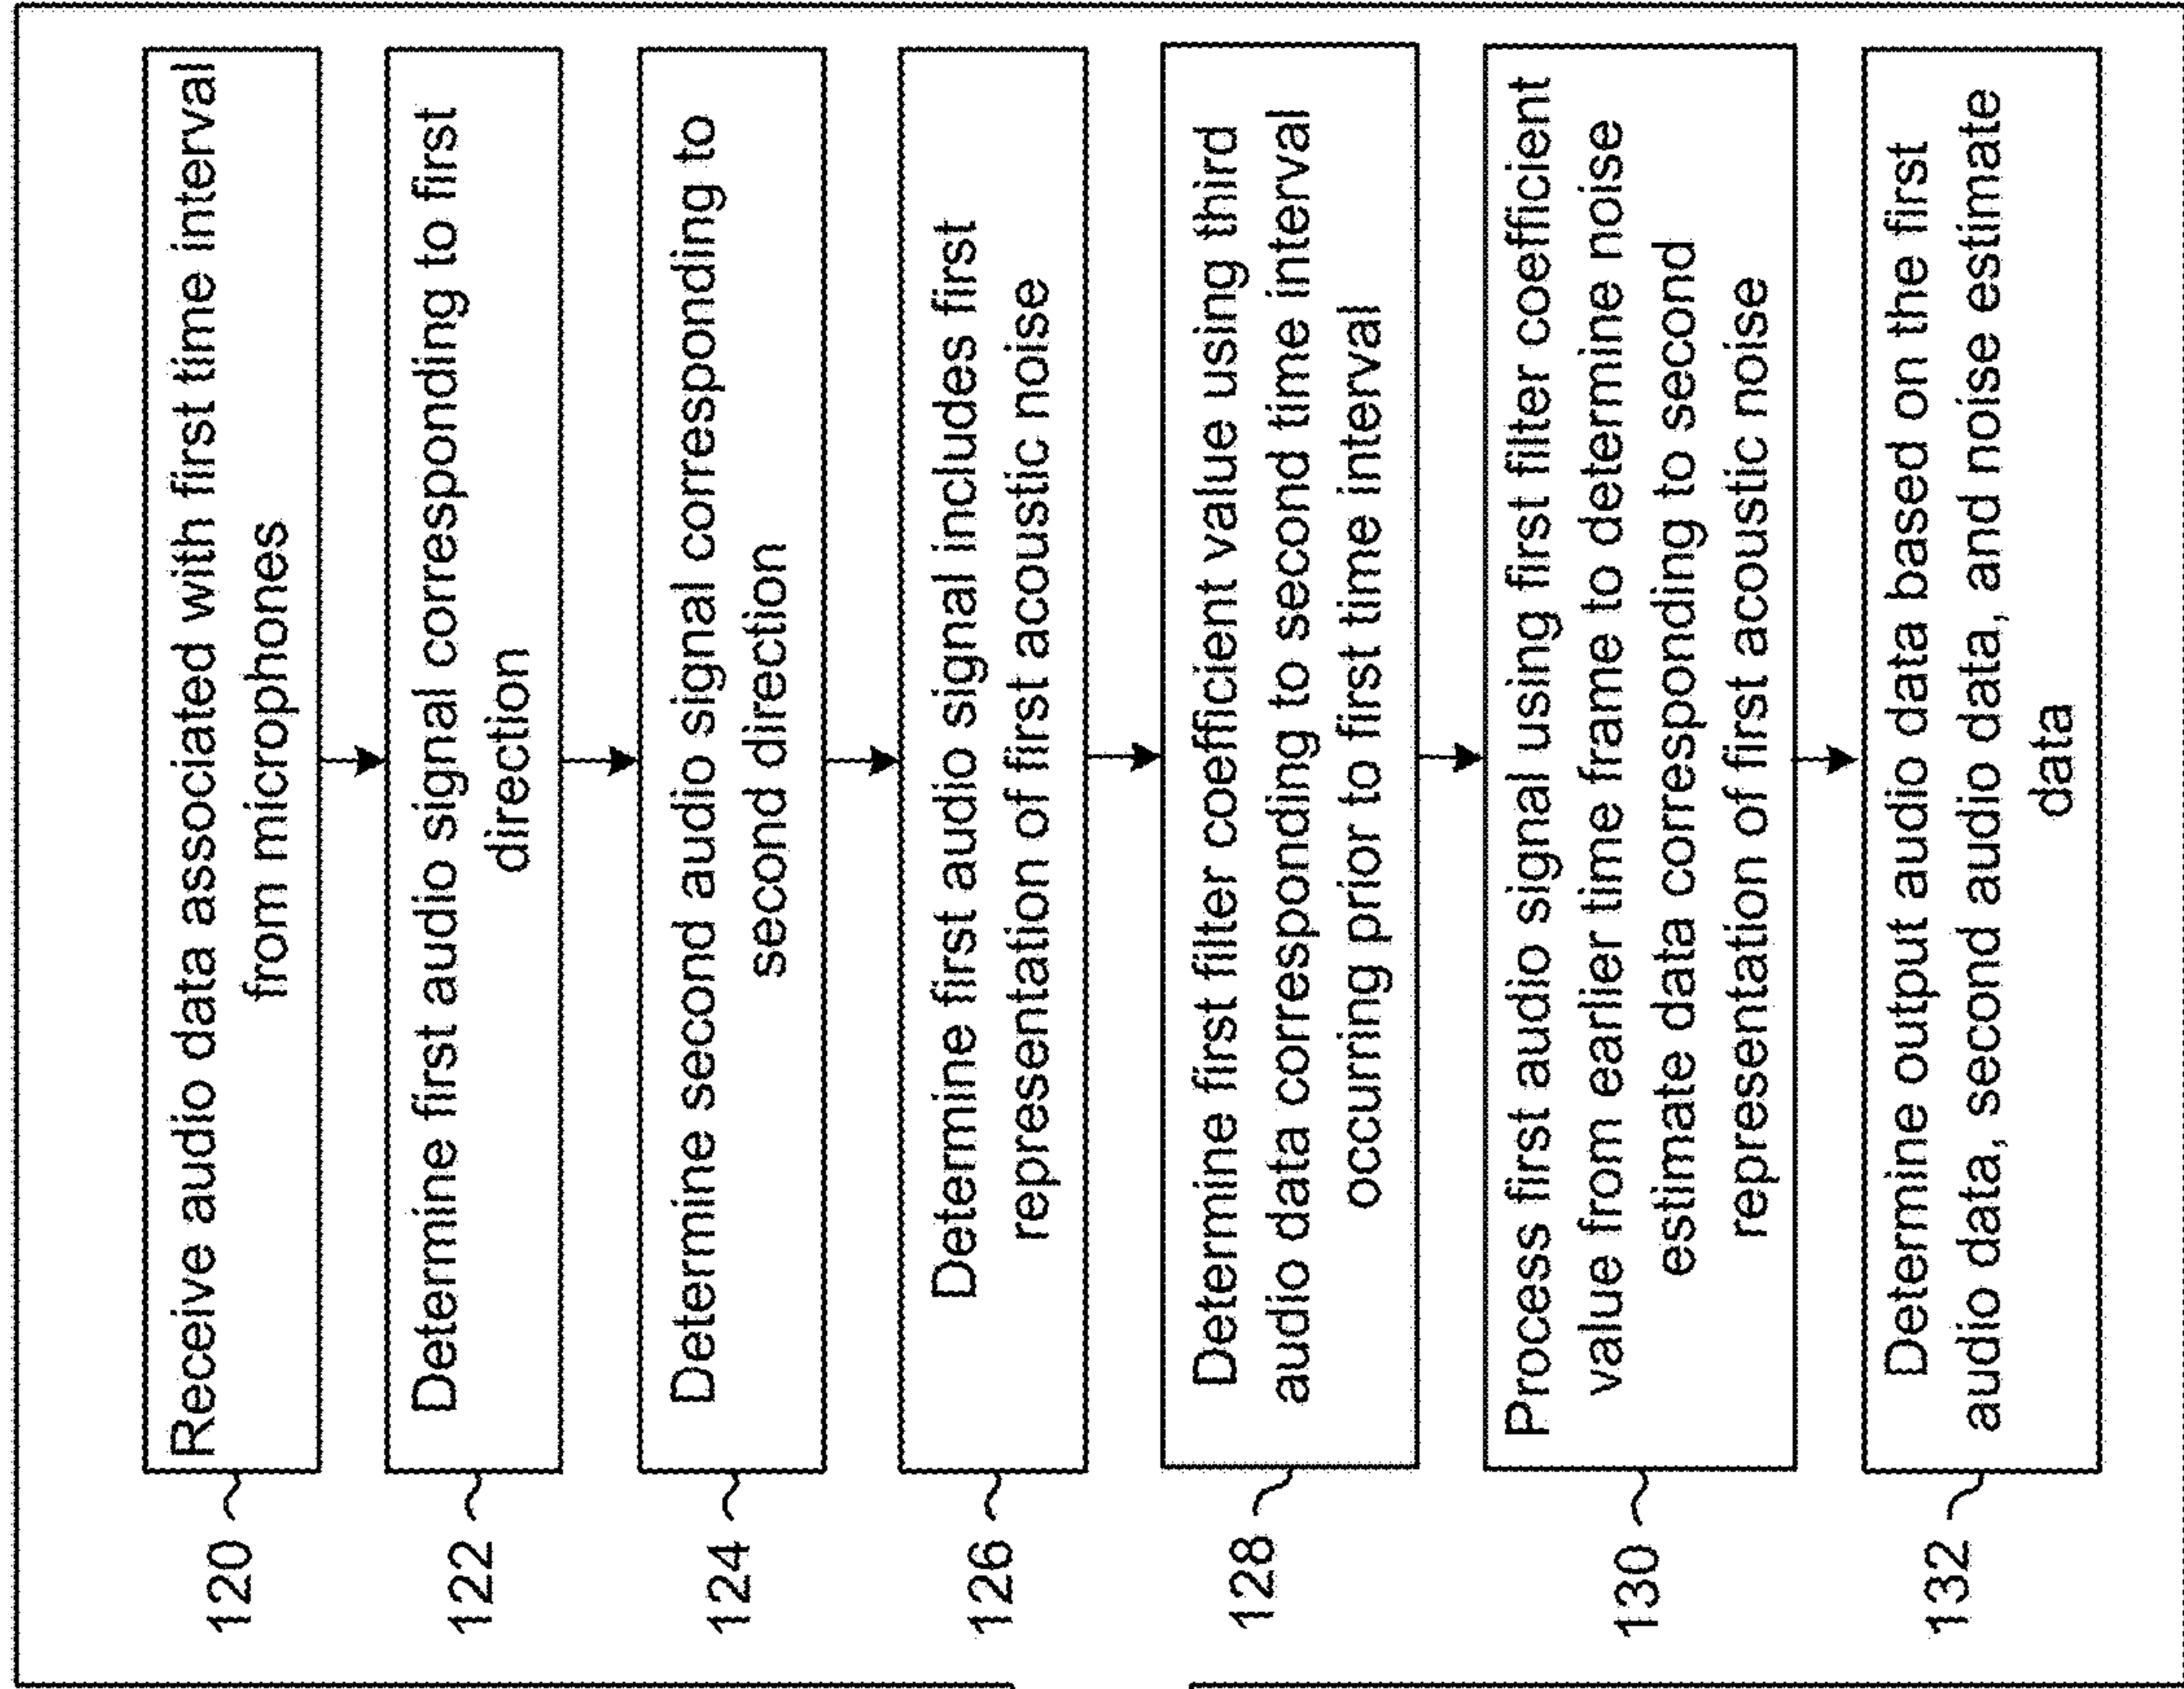 120
Receive audio data associated with first time interval
from microphones
122
Determine first audio signal corresponding to first
direction
124
Determine second audio signal corresponding to
second direction
126
Determine first audio signal includes first
representation of first acoustic noise
128
Determine first filter coefficient value using third
audio data corresponding to second time interval
occurring prior to first time interval
130
Process first audio signal using first filter coefficient
value from earlier time frame to determine noise
estimate data corresponding to second
representation of first acoustic noise
132
Determine output audio data based on the first
audio data, second audio data, and noise estimate
data